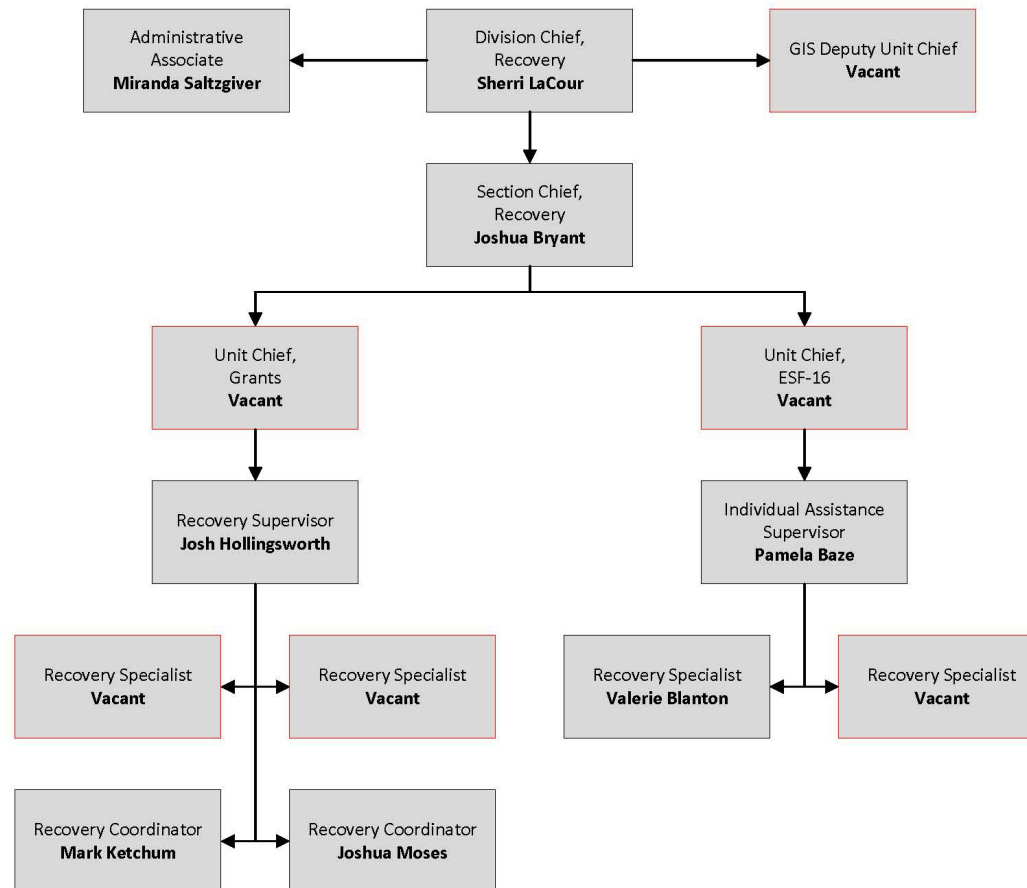 Administrative
Associate
Miranda Saltzgiver
Division Chief,
Recovery
Sherri LaCour
GIS Deputy Unit Chief
Vacant
Section Chief,
Recovery
Joshua Bryant
Unit Chief,
Grants
Vacant
Unit Chief,
ESF-16
Vacant
Recovery Supervisor
Josh Hollingsworth
Individual Assistance
Supervisor
Pamela Baze
Recovery Specialist
Vacant
Recovery Specialist
Vacant
Recovery Specialist
Valerie Blanton
Recovery Specialist
Vacant
Recovery Coordinator
Mark Ketchum
Recovery Coordinator
Joshua Moses